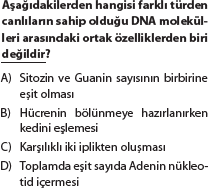 Aşağıdakilerden hangisi farklı türden
canlıların sahip olduğu DNA molekül-
leri arasındaki ortak özelliklerden biri
değildir?
A) Sitozin ve Guanin sayısının birbirine
eşit olması
B) Hücrenin bölünmeye hazırlanırken
kedini eşlemesi
C) Karşılıklı iki iplikten oluşması
D) Toplamda eşit sayıda Adenin nükleo-
tid içermesi